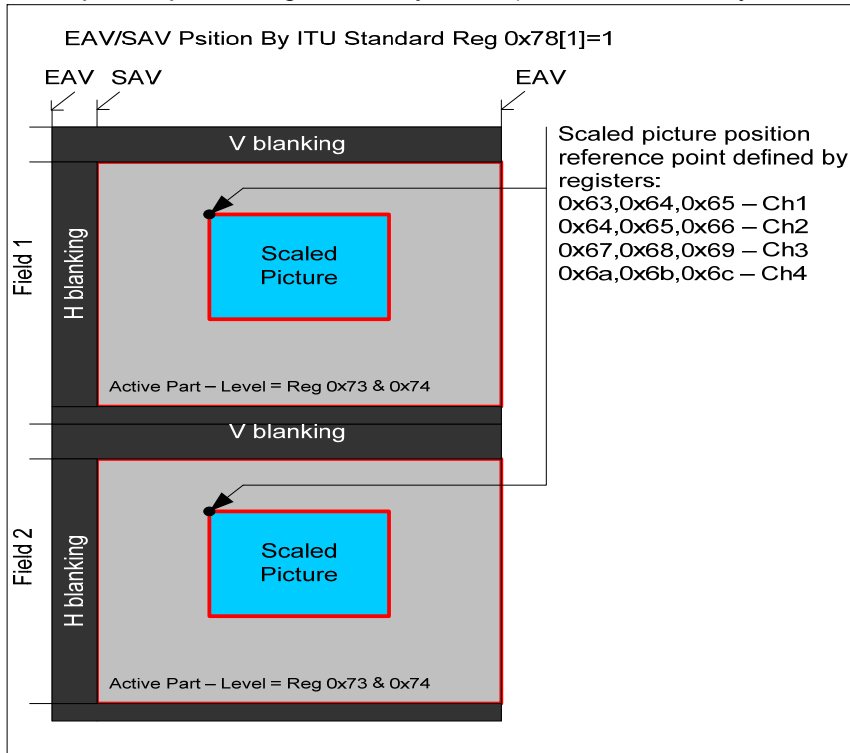 EAV/SAV Psition By ITU Standard Reg 0x78[1]=1
EAV
SAV
EAV
V blanking
Scaled picture position
reference point defined by
registers:
0x63,0x64,0x65 – Ch1
0x64,0x65,0x66 – Ch2
0x67,0x68,0x69 – Ch3
0x6a,0x6b,0x6c – Ch4
Field 1
H blanking
Scaled
Picture
Active Part – Level = Reg 0x73 & 0x74
V blanking
Field 2
H blanking
Scaled
Picture
Active Part – Level = Reg 0x73 & 0x74